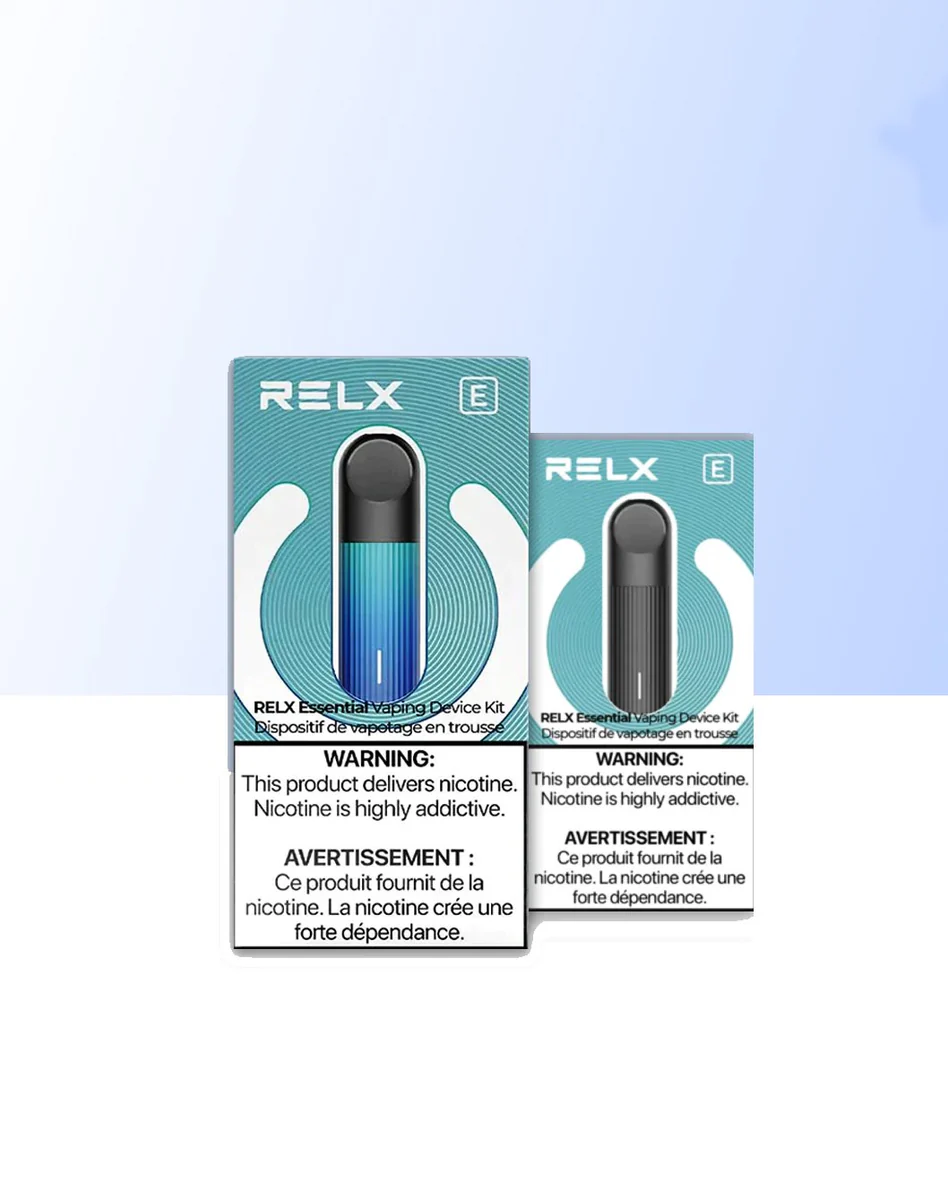 RELX E
RELX Essential Vaping Device Kit
Dispositif de vapotage en trousse
WARNING:
This product delivers nicotine.
Nicotine is highly addictive.
AVERTISSEMENT :
Ce produit fournit de la
nicotine. La nicotine crée une
forte dépendance.
RELX E
RELX Essential Vaping Device Kit
Dispositif de vapotage en trousse
WARNING:
This product delivers nicotine.
Nicotine is highly addictive.
AVERTISSEMENT :
Ce produit fournit de la
nicotine. La nicotine crée une
forte dépendance.